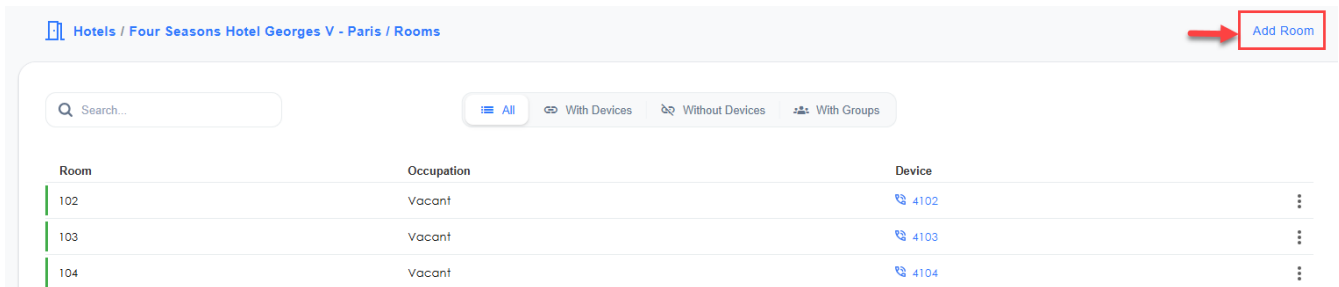 Hotels / Four Seasons Hotel Georges V - Paris / Rooms
Add Room
Search...
All With Devices Without Devices With Groups
Room Occupation Device
102 Vacant 4102
103 Vacant 4103
104 Vacant 4104